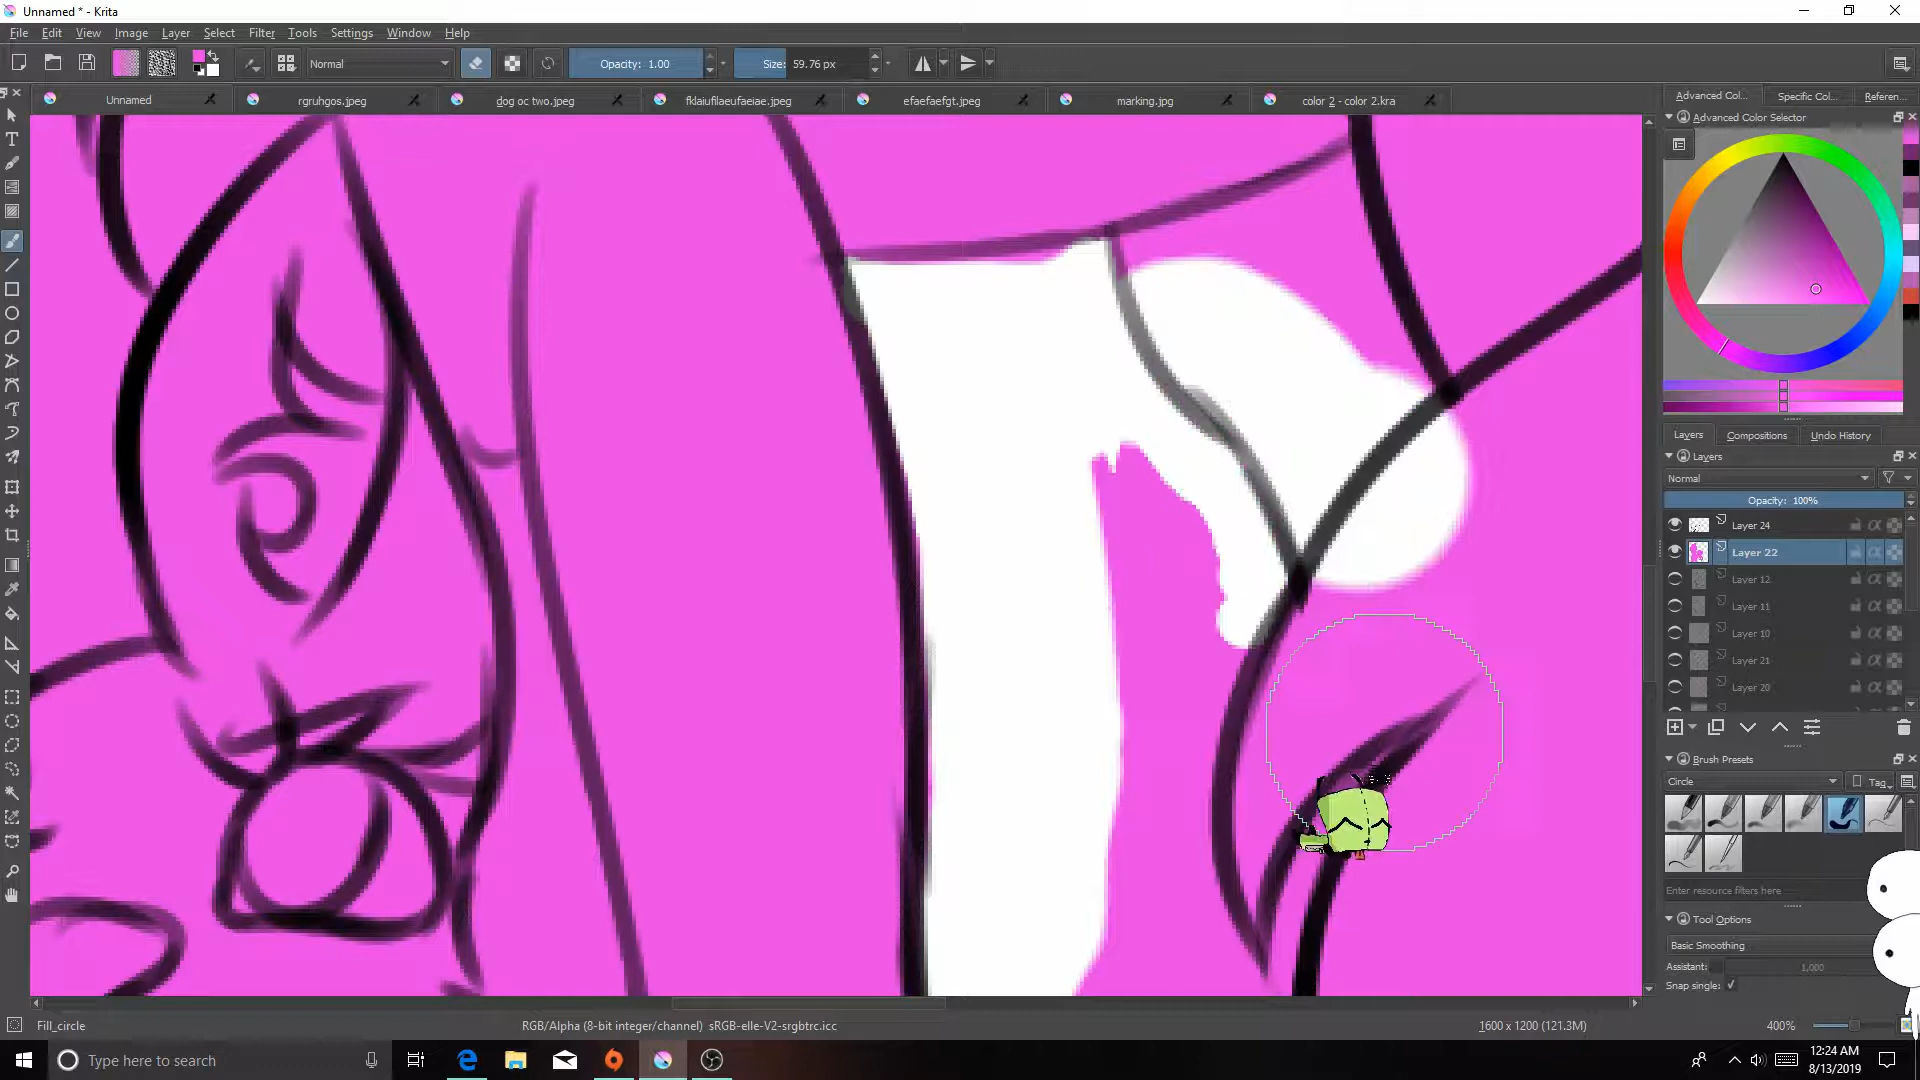 Unnamed * - Krita
File Edit View Image Layer Select Filter Tools Settings Window Help
Normal
Opacity: 1.00
Size: 59.76 px
Unnamed
rgruhgos.jpeg
dog oc two.jpeg
fklaiufilaeufaeiae.jpeg
efaefaefgt.jpeg
marking.jpg
color 2 - color 2.kra
Advanced Col...
Specific Col...
Referen...
Advanced Color Selector
Layers
Compositions
Undo History
Layers
Normal
Opacity: 100%
Layer 24
Layer 22
Layer 12
Layer 11
Layer 10
Layer 21
Layer 20
Brush Presets
Circle
Tag
Enter resource filters here
Tool Options
Basic Smoothing
Assistant:
1,000
Snap single:
Fill_circle
RGB/Alpha (8-bit integer/channel) sRGB-elle-V2-srgbtrc.icc
1600 x 1200 (121.3M)
400%
Type here to search
12:24 AM
8/13/2019